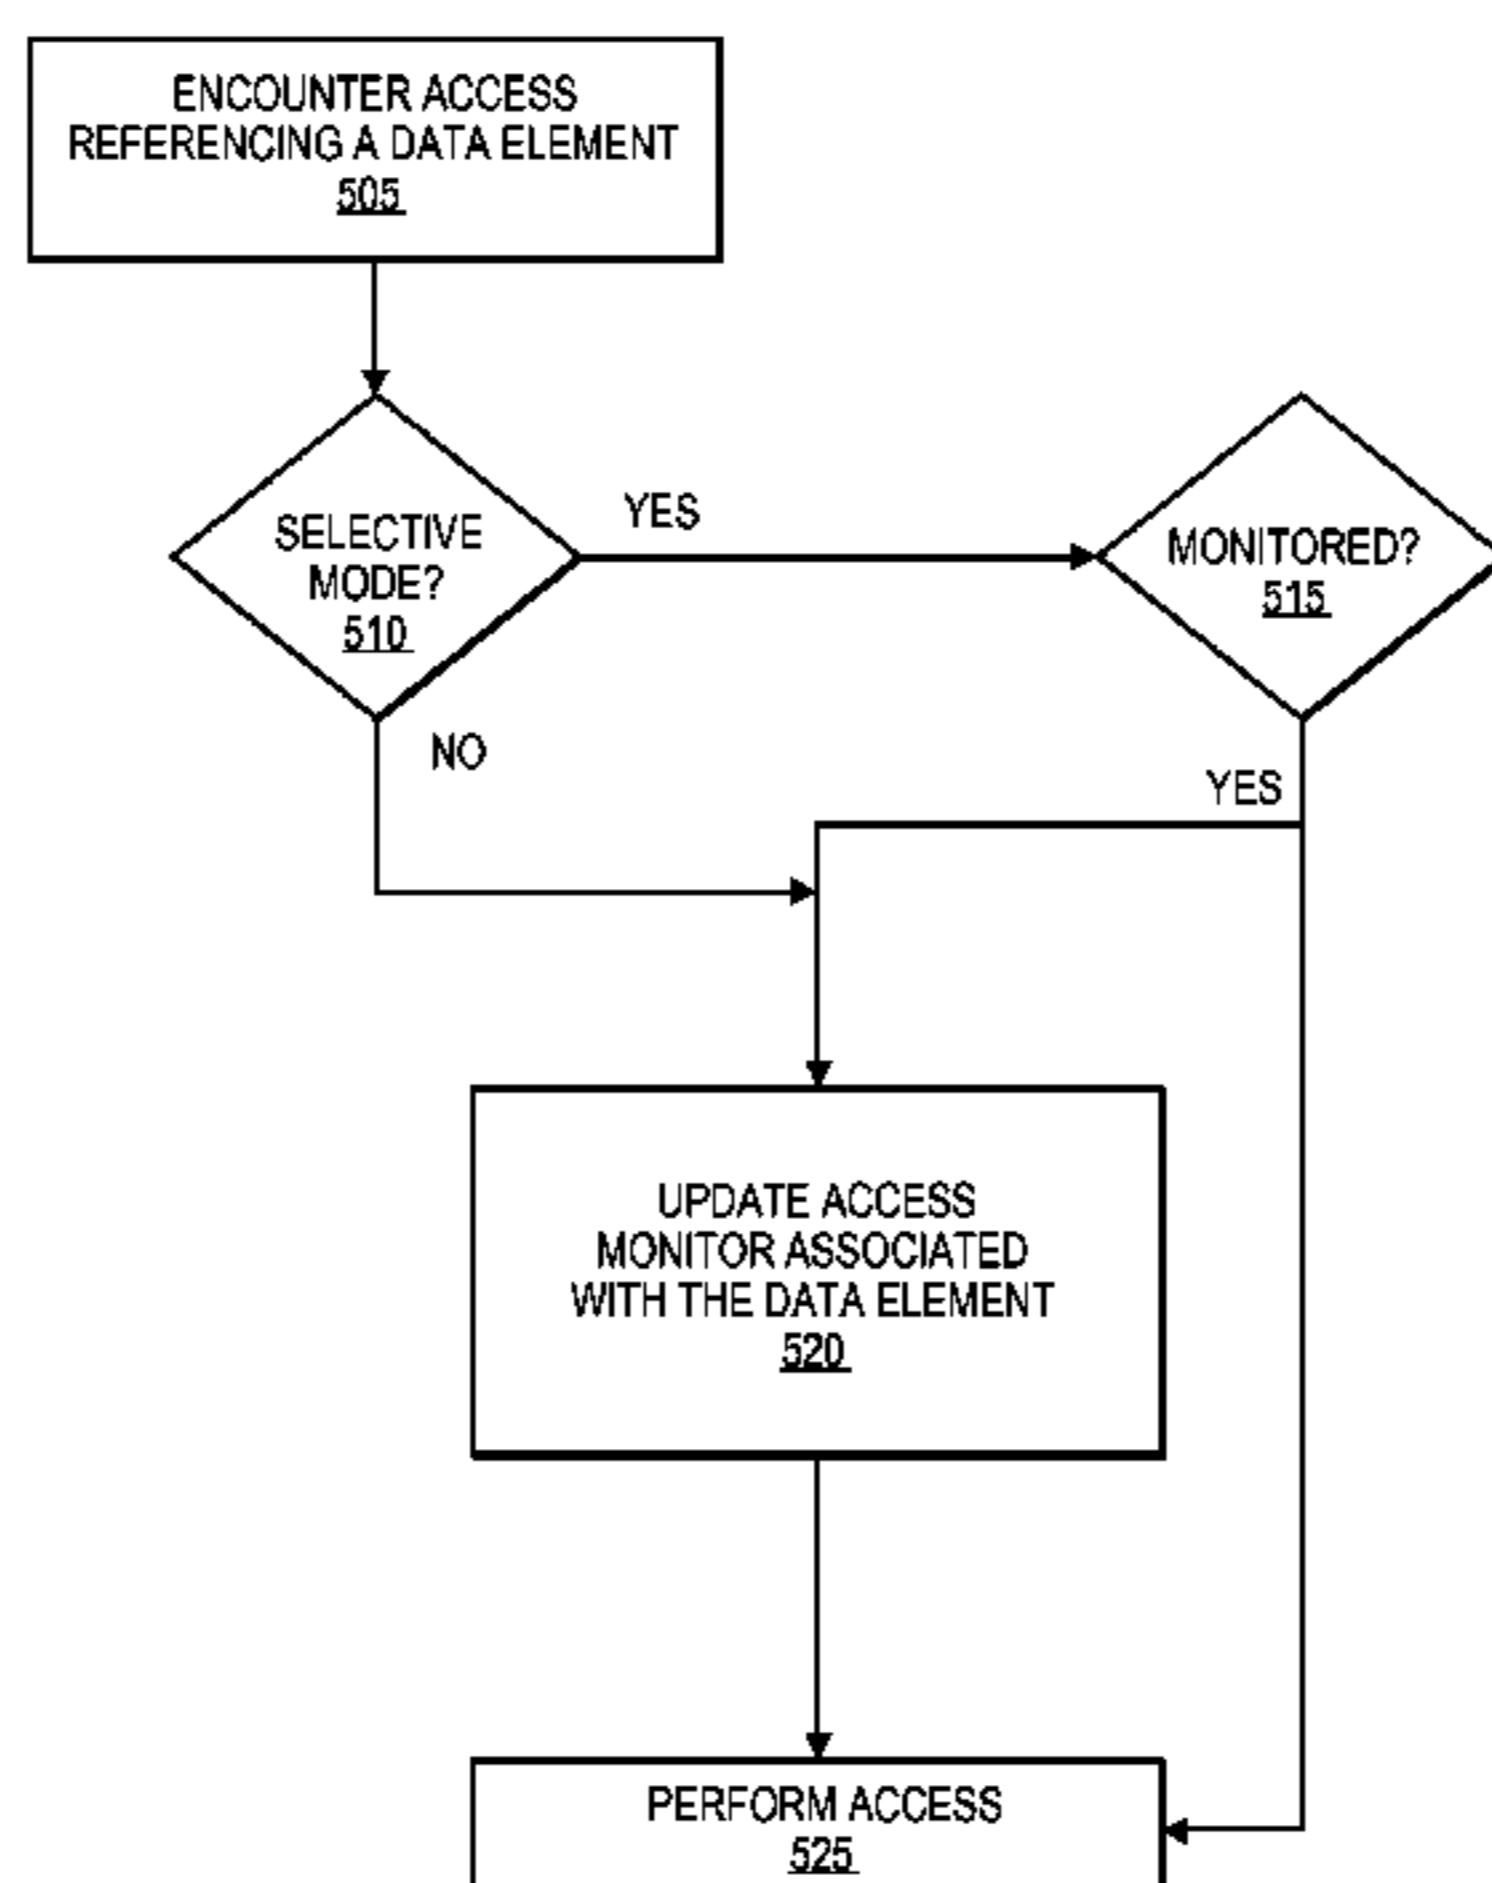 ENCOUNTER ACCESS
REFERENCING A DATA ELEMENT
505
SELECTIVE
MODE?
510
YES
MONITORED?
515
NO
YES
UPDATE ACCESS
MONITOR ASSOCIATED
WITH THE DATA ELEMENT
520
PERFORM ACCESS
525